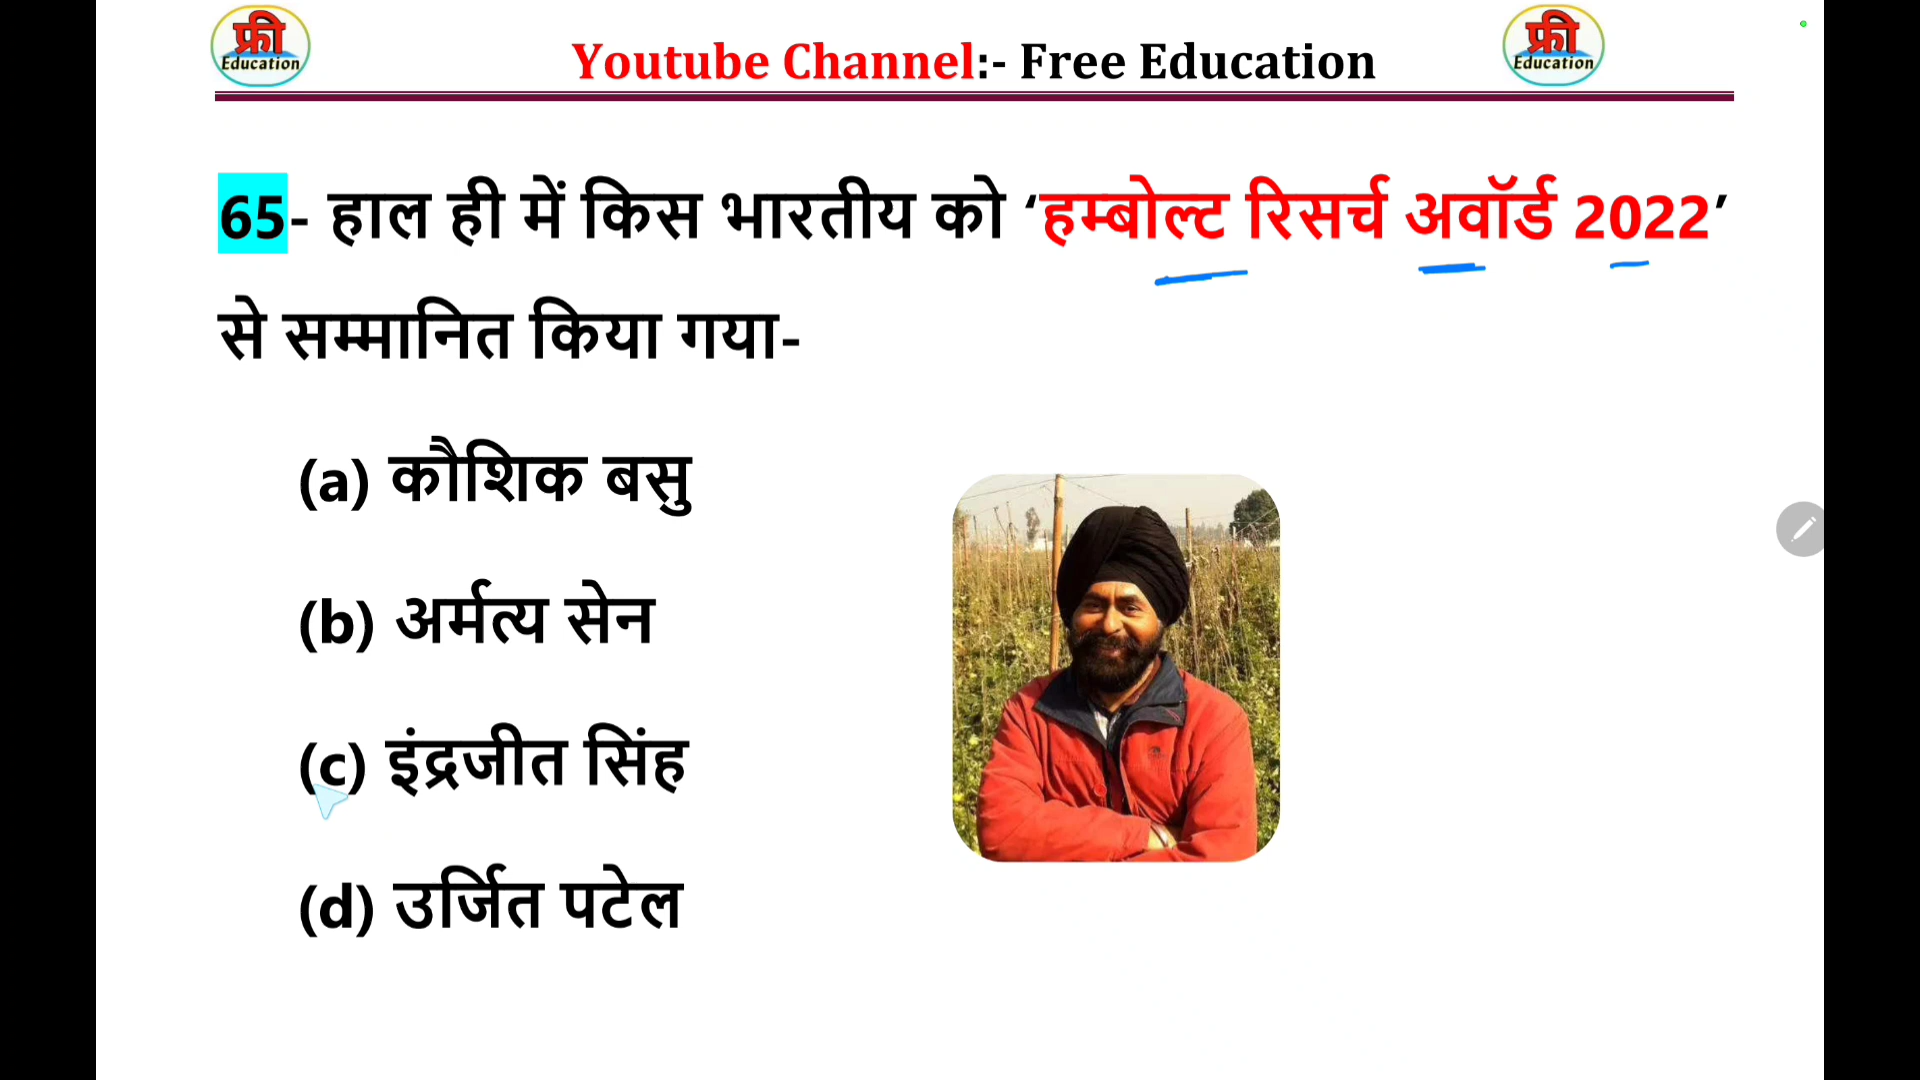 फ्री
Education
Youtube Channel:- Free Education
फ्री
Education
65- हाल ही में किस भारतीय को ‘हम्बोल्ट रिसर्च अवॉर्ड 2022’
से सम्मानित किया गया-
(a) कौशिक बसु
(b) अर्मत्य सेन
(c) इंद्रजीत सिंह
(d) उर्जित पटेल